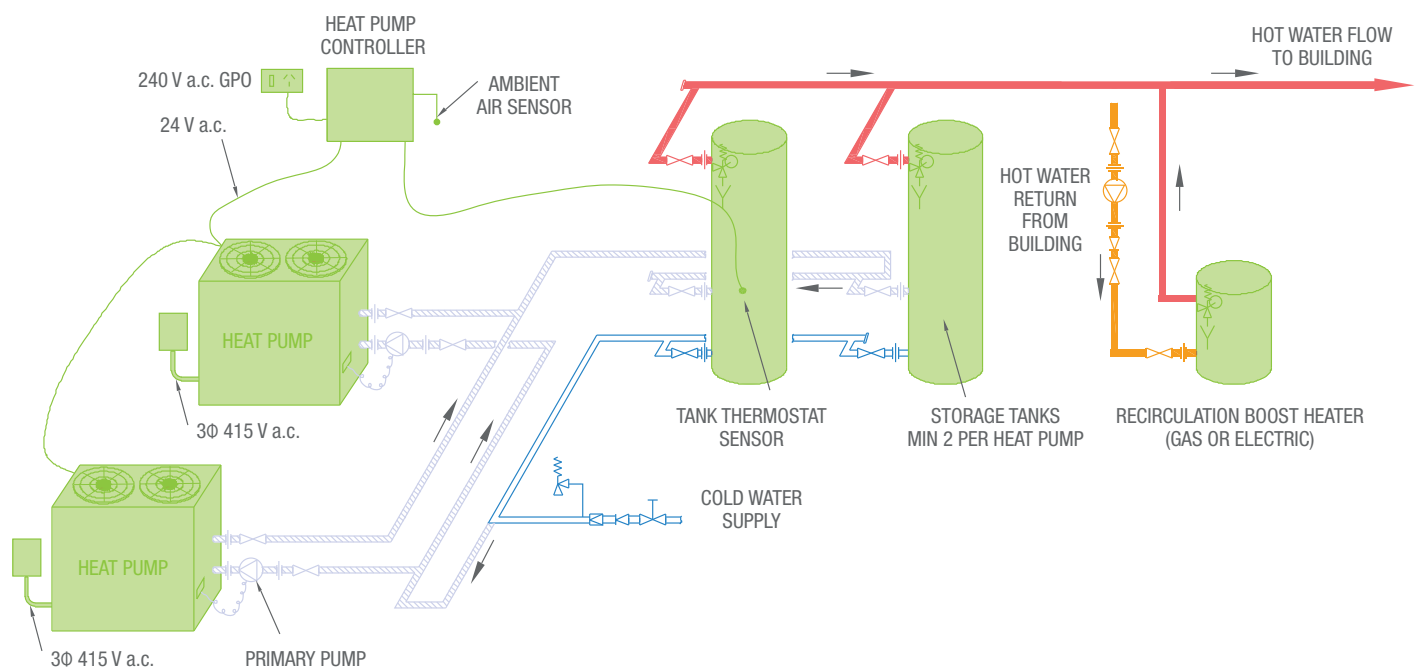 HEAT PUMP
CONTROLLER
240 V a.c. GPO
24 V a.c.
AMBIENT
AIR SENSOR
HOT WATER FLOW
TO BUILDING
HOT WATER
RETURN
FROM
BUILDING
HEAT PUMP
3Φ 415 V a.c.
TANK THERMOSTAT
SENSOR
STORAGE TANKS
MIN 2 PER HEAT PUMP
RECIRCULATION BOOST HEATER
(GAS OR ELECTRIC)
COLD WATER
SUPPLY
HEAT PUMP
3Φ 415 V a.c.
PRIMARY PUMP